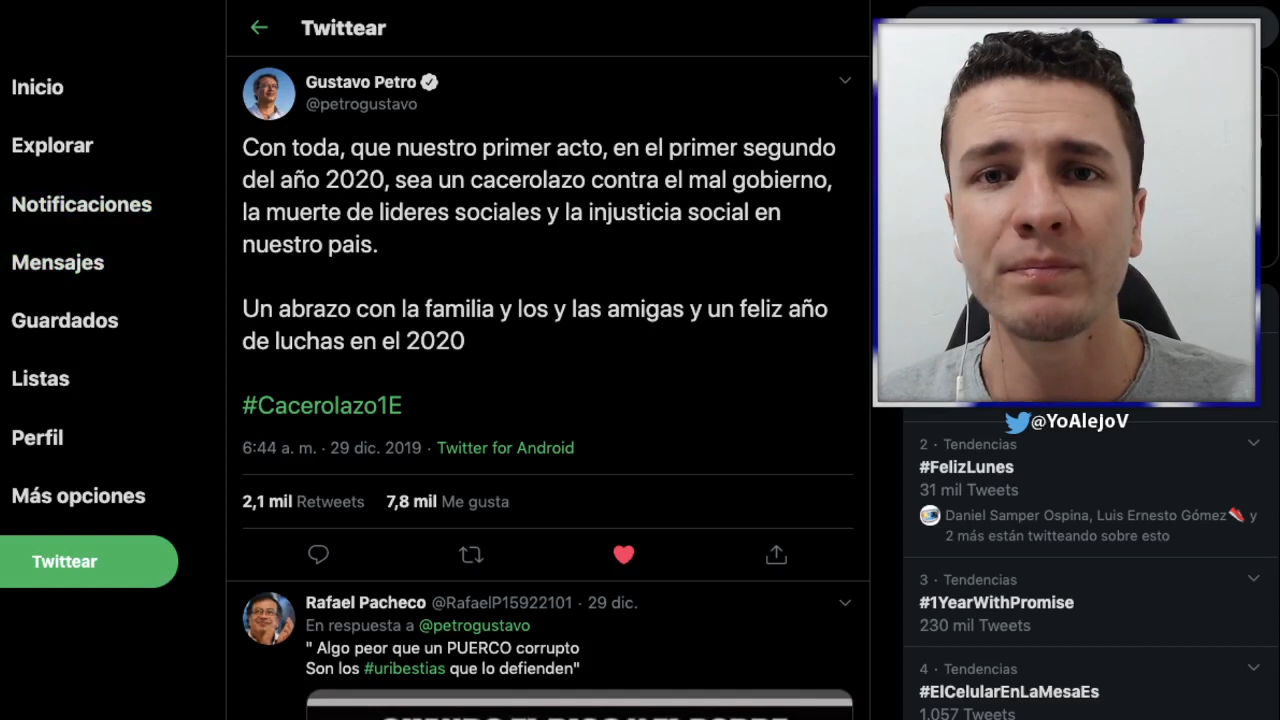 Twittear
Inicio
Explorar
Notificaciones
Mensajes
Guardados
Listas
Perfil
Más opciones
Twittear
Gustavo Petro
@petrogustavo
Con toda, que nuestro primer acto, en el primer segundo
del año 2020, sea un cacerolazo contra el mal gobierno,
la muerte de lideres sociales y la injusticia social en
nuestro pais.
Un abrazo con la familia y los y las amigas y un feliz año
de luchas en el 2020
#Cacerolazo1E
6:44 a. m. · 29 dic. 2019 · Twitter for Android
2,1 mil Retweets 7,8 mil Me gusta
Rafael Pacheco @RafaelP15922101 · 29 dic.
En respuesta a @petrogustavo
" Algo peor que un PUERCO corrupto
Son los #uribestias que lo defienden"
@YoAlejoV
2 · Tendencias
#FelizLunes
31 mil Tweets
Daniel Samper Ospina, Luis Ernesto Gómez y
2 más están twitteando sobre esto
3 · Tendencias
#1YearWithPromise
230 mil Tweets
4 · Tendencias
#ElCelularEnLaMesaEs
1.057 Tweets